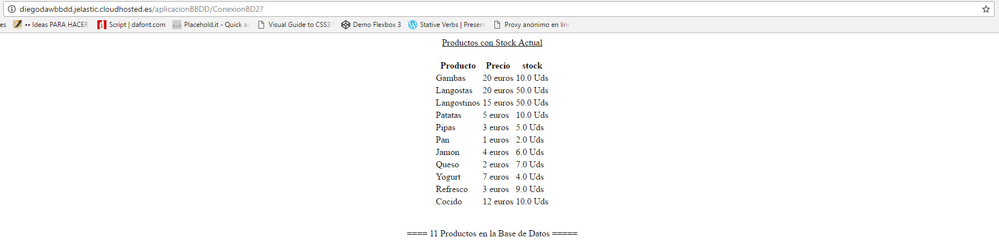 diegodawbbdd.jelastic.cloudhosted.es/aplicacionBBDD/ConexionBD2?
es •• Ideas PARA HACER Script | dafont.com Placehold.it - Quick Visual Guide to CSS3 Demo Flexbox 3 Stative Verbs | Present Proxy anónimo en líne
Productos con Stock Actual
Producto Precio stock
Gambas 20 euros 10.0 Uds
Langostas 20 euros 50.0 Uds
Langostinos 15 euros 50.0 Uds
Patatas 5 euros 10.0 Uds
Pipas 3 euros 5.0 Uds
Pan 1 euros 2.0 Uds
Jamon 4 euros 6.0 Uds
Queso 2 euros 7.0 Uds
Yogurt 7 euros 4.0 Uds
Refresco 3 euros 9.0 Uds
Cocido 12 euros 10.0 Uds
==== 11 Productos en la Base de Datos =====